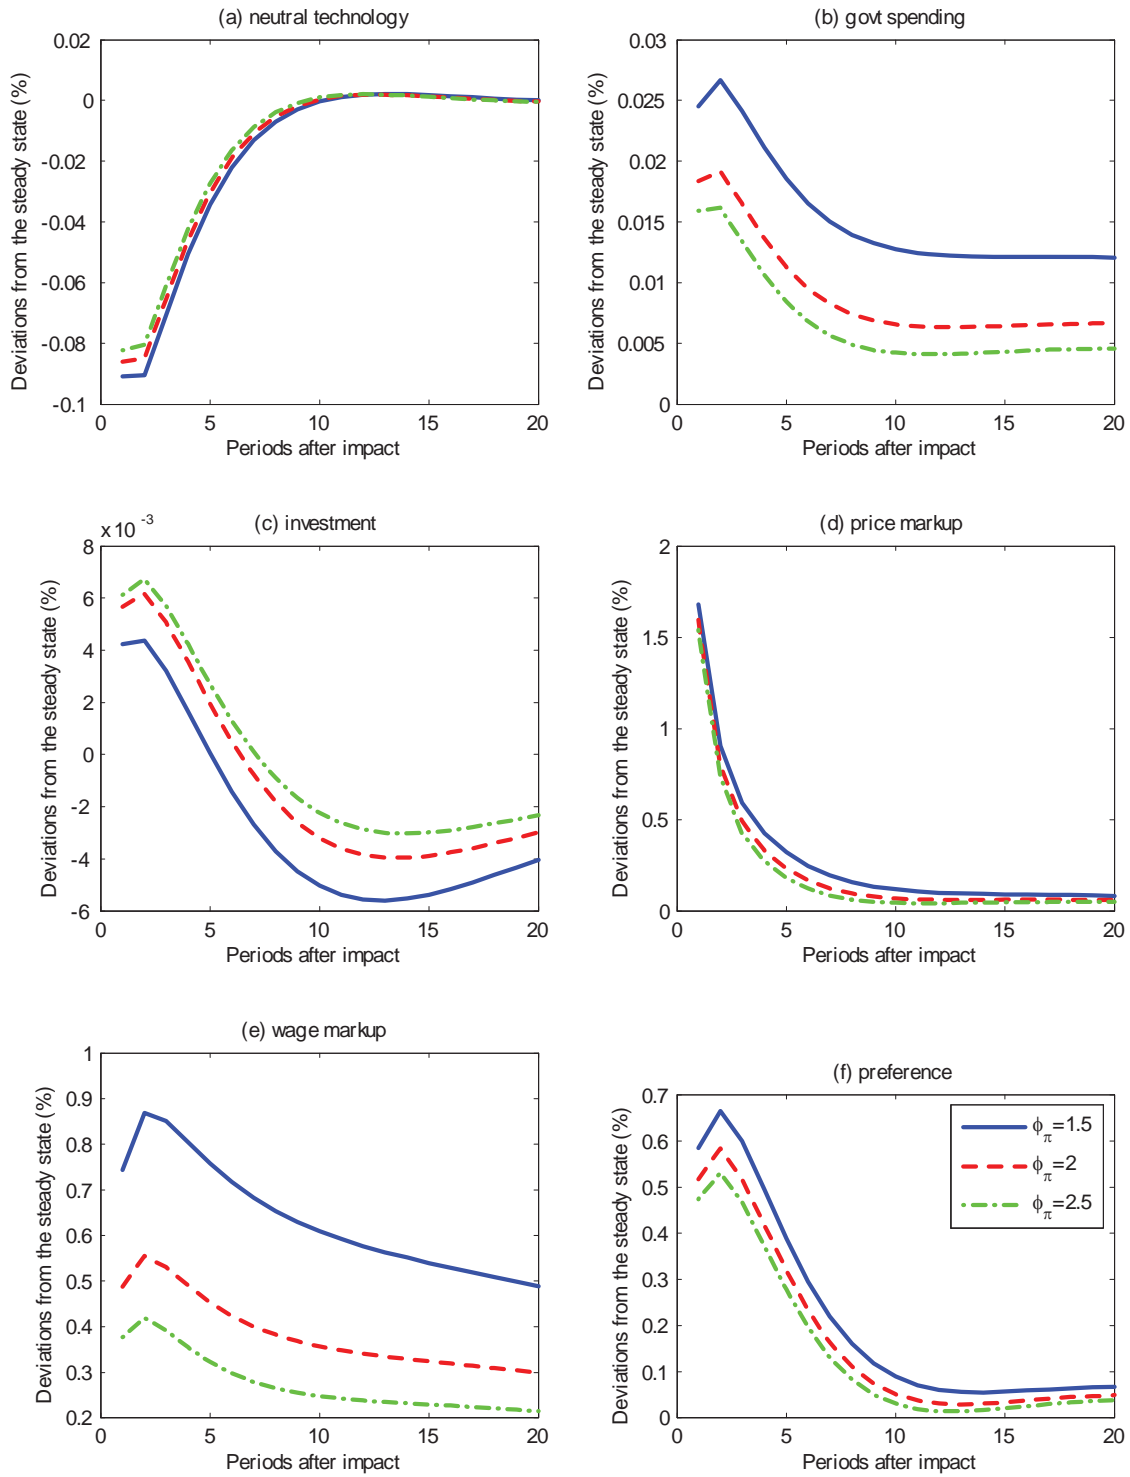 (a) neutral technology
Deviations from the steady state (%)
0.02
0
-0.02
-0.04
-0.06
-0.08
-0.1
0 5 10 15 20
Periods after impact
(b) govt spending
Deviations from the steady state (%)
0.03
0.025
0.02
0.015
0.01
0.005
0
0 5 10 15 20
Periods after impact
(c) investment
x 10 -3
Deviations from the steady state (%)
8
6
4
2
0
-2
-4
-6
0 5 10 15 20
Periods after impact
(d) price markup
Deviations from the steady state (%)
2
1.5
1
0.5
0
0 5 10 15 20
Periods after impact
(e) wage markup
Deviations from the steady state (%)
1
0.9
0.8
0.7
0.6
0.5
0.4
0.3
0.2
0 5 10 15 20
Periods after impact
(f) preference
Deviations from the steady state (%)
0.7
0.6
0.5
0.4
0.3
0.2
0.1
0
0 5 10 15 20
Periods after impact
ϕπ=1.5
ϕπ=2
ϕπ=2.5